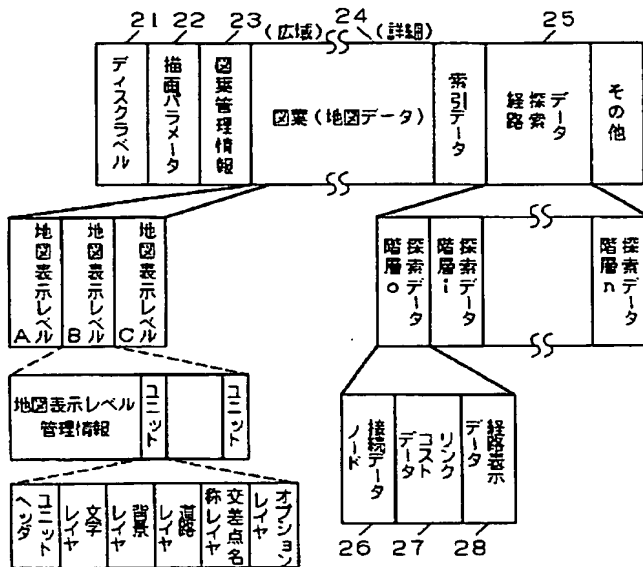 21 22 23 (広域) 24 (詳細) 25
ディスクラベル
描画パラメータ
図葉管理情報
図葉(地図データ)
索引データ
経路探索データ
その他
地図表示レベルA
地図表示レベルB
地図表示レベルC
階層0探索データ
階層i探索データ
階層n探索データ
地図表示レベル
管理情報
ユニット
ユニット
ユニットヘッダ
文字レイヤ
背景レイヤ
道路レイヤ
交差点名称レイヤ
オプションレイヤ
ノード接続データ
リンクコストデータ
経路表示データ
26 27 28